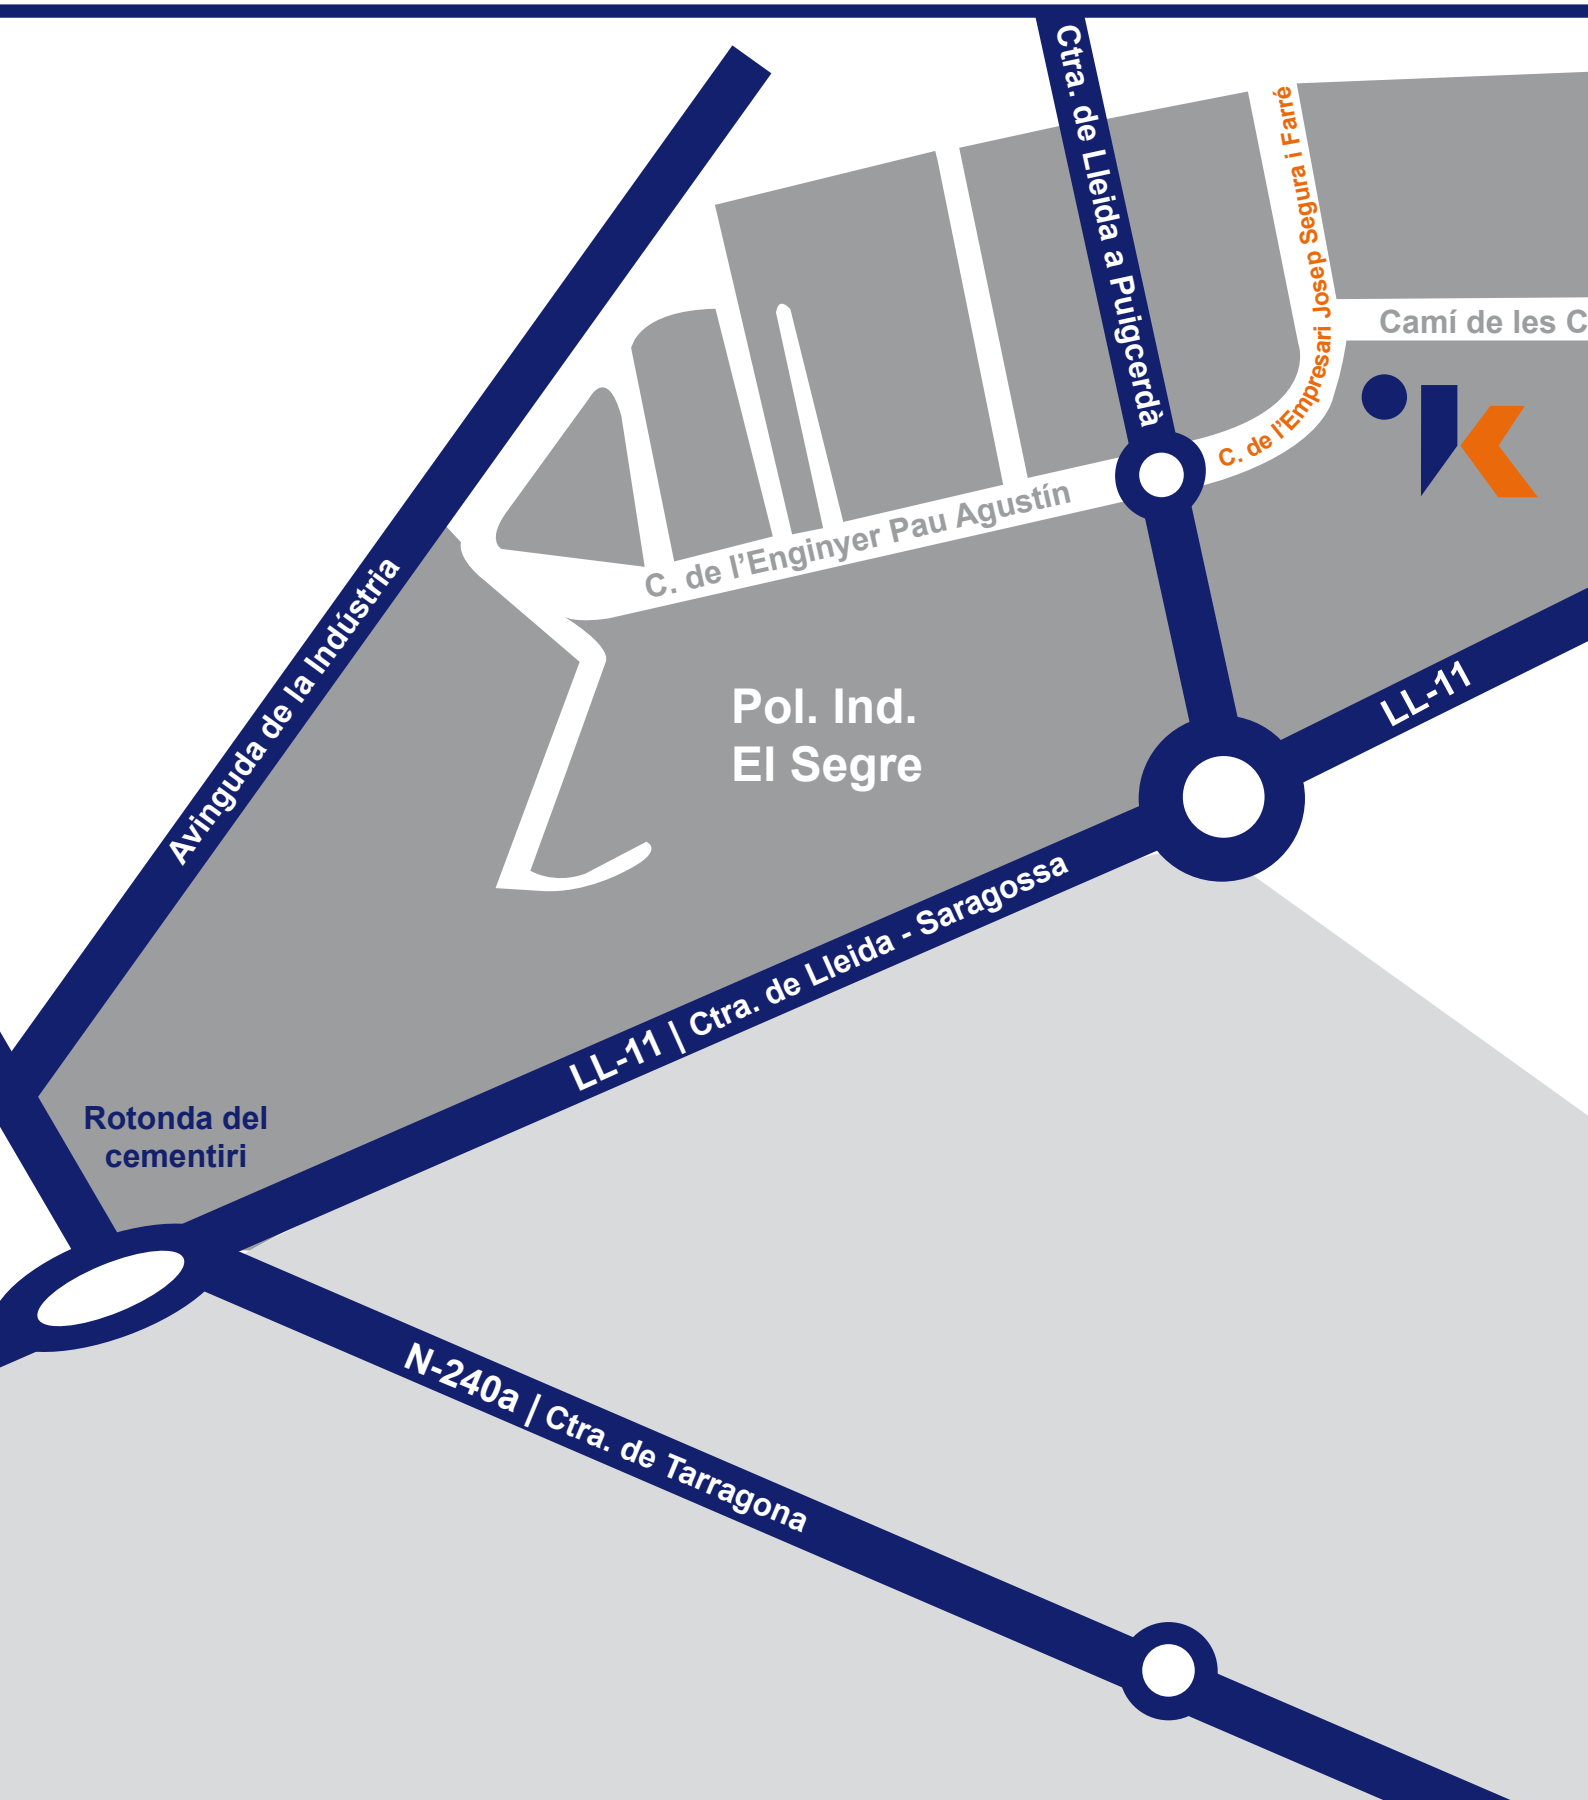 Ctra. de Lleida a Puigcerdà
C. de l'Empresari Josep Segura i Farré
Camí de les C
C. de l’Enginyer Pau Agustín
Avinguda de la Indústria
Pol. Ind.
El Segre
LL-11
LL-11 | Ctra. de Lleida - Saragossa
Rotonda del
cementiri
N-240a | Ctra. de Tarragona